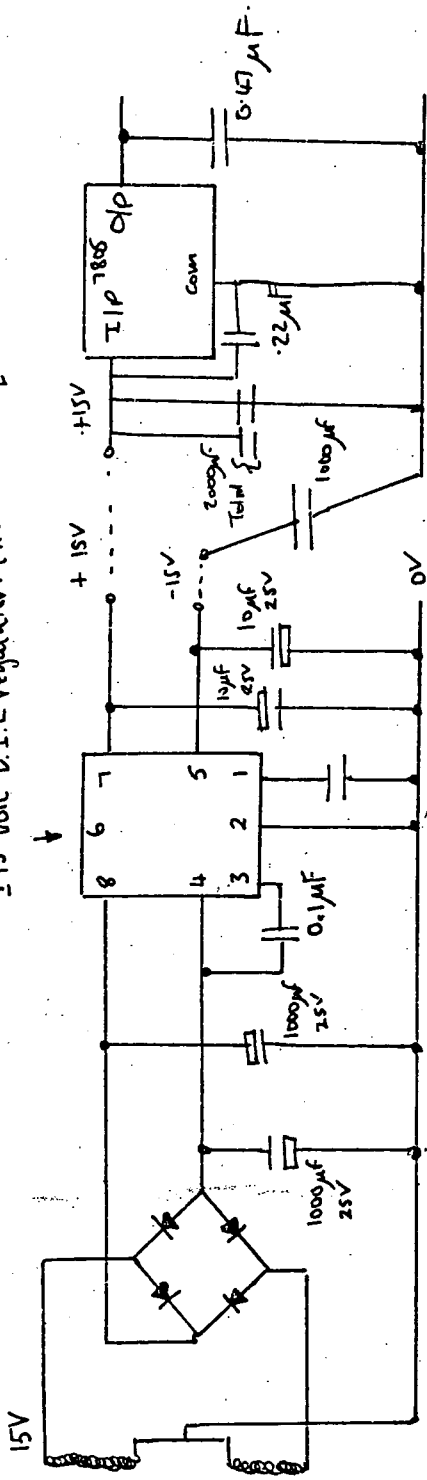 ± 15 volt D.I.L regulator
15V
8
6
7
4
5
3
2
1
0.1µF
1000µF
25V
1000µF
25V
10µF
25V
10µF
25V
+ 15V
-15V
+15V
0V
I/P
7805
O/P
Com
2000µF
Total
.22µF
1000µF
0.47µF.